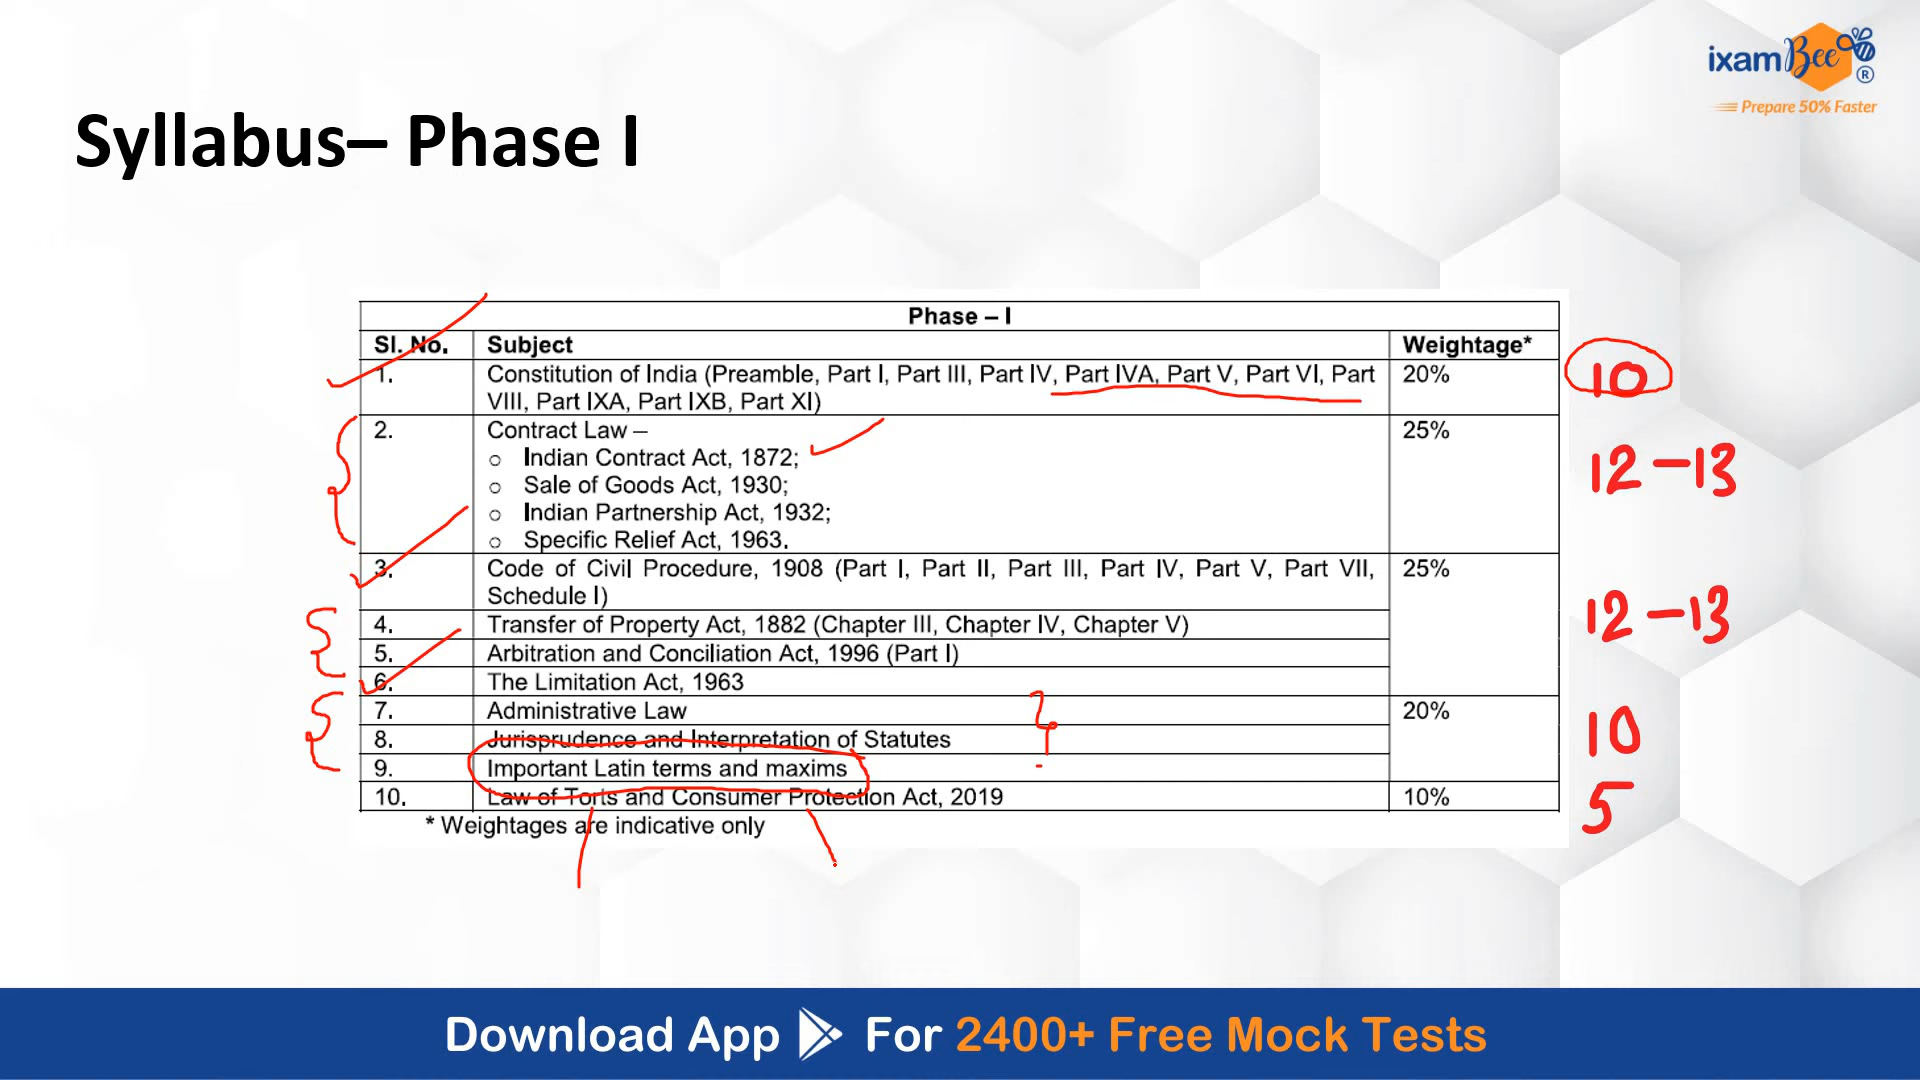 ixamBee
®
Prepare 50% Faster
Syllabus– Phase I
Phase – I
Sl. No. Subject Weightage*
1. Constitution of India (Preamble, Part I, Part III, Part IV, Part IVA, Part V, Part VI, Part 20% 10
VIII, Part IXA, Part IXB, Part XI)
2. Contract Law – 25%
o Indian Contract Act, 1872; 12 – 13
o Sale of Goods Act, 1930;
o Indian Partnership Act, 1932;
o Specific Relief Act, 1963.
3. Code of Civil Procedure, 1908 (Part I, Part II, Part III, Part IV, Part V, Part VII, 25%
Schedule I)
4. Transfer of Property Act, 1882 (Chapter III, Chapter IV, Chapter V) 12 – 13
5. Arbitration and Conciliation Act, 1996 (Part I)
6. The Limitation Act, 1963
7. Administrative Law 20% 10
8. Jurisprudence and Interpretation of Statutes
9. Important Latin terms and maxims
10. Law of Torts and Consumer Protection Act, 2019 10% 5
* Weightages are indicative only
Download App For 2400+ Free Mock Tests